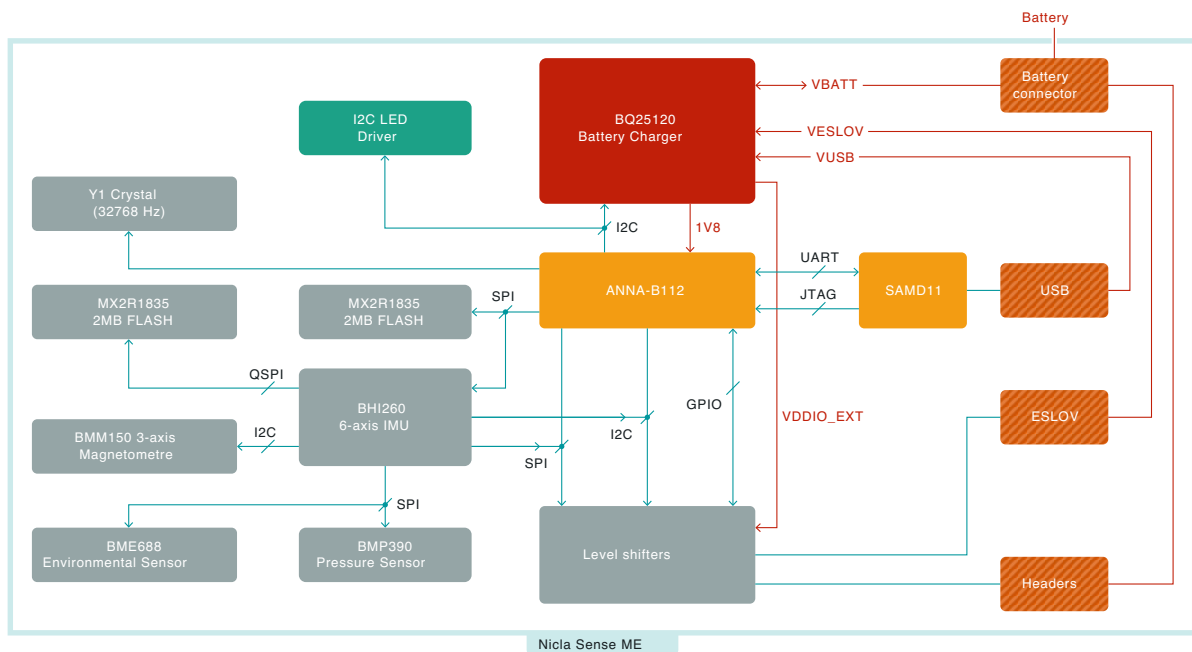 Battery
Battery
connector
VBATT
BQ25120
Battery Charger
I2C LED
Driver
VESLOV
VUSB
Y1 Crystal
(32768 Hz)
I2C
1V8
UART
ANNA-B112
SAMD11
USB
JTAG
SPI
MX2R1835
2MB FLASH
MX2R1835
2MB FLASH
QSPI
BHI260
6-axis IMU
GPIO
VDDIO_EXT
ESLOV
I2C
BMM150 3-axis
Magnetometre
I2C
SPI
SPI
BME688
Environmental Sensor
BMP390
Pressure Sensor
Level shifters
Headers
Nicla Sense ME